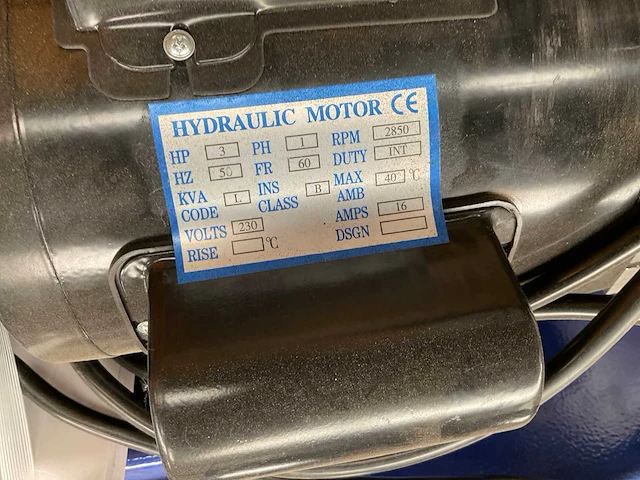 HYDRAULIC MOTOR CE
HP 3 PH 1 RPM 2850
HZ 50 FR 60 DUTY INT
KVA CODE L INS CLASS B MAX AMB 40 °C
VOLTS 230 AMPS 16
RISE °C DSGN